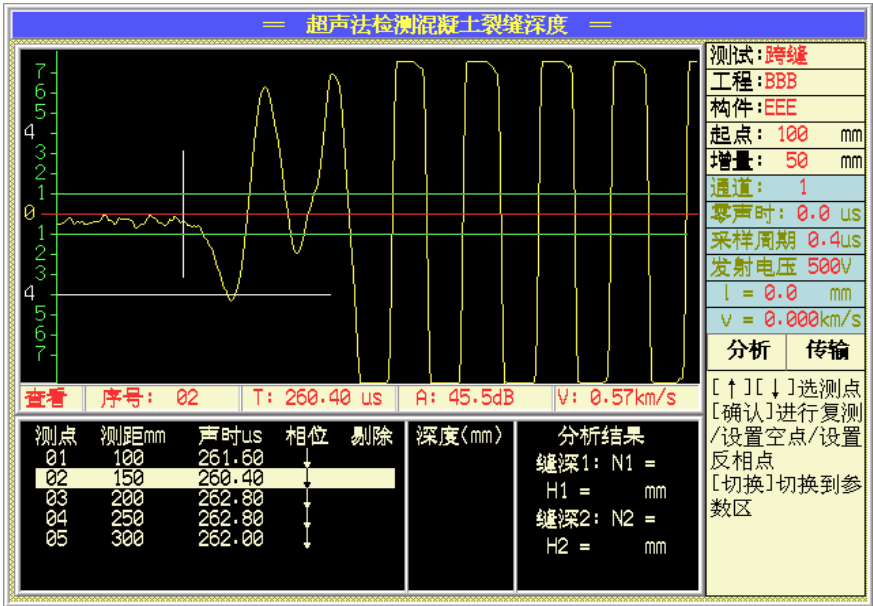 ═ 超声法检测混凝土裂缝深度 ═
7
6
5
4
3
2
1
0
1
2
3
4
5
6
7
测试:跨缝
工程:BBB
构件:EEE
起点: 100 mm
增量: 50 mm
通道: 1
零声时: 0.0 us
采样周期 0.4us
发射电压 500V
l = 0.0 mm
v = 0.000km/s
分析 传输
[↑][↓]选测点
[确认]进行复测
/设置空点/设置
反相点
[切换]切换到参
数区
查看 序号: 02 T: 260.40 us A: 45.5dB V: 0.57km/s
测点 测距mm 声时us 相位 剔除
01 100 261.60 ↓
02 150 260.40 ↓
03 200 262.80 ↓
04 250 262.80 ↓
05 300 262.00 ↓
深度(mm)
分析结果
缝深1: N1 =
H1 = mm
缝深2: N2 =
H2 = mm